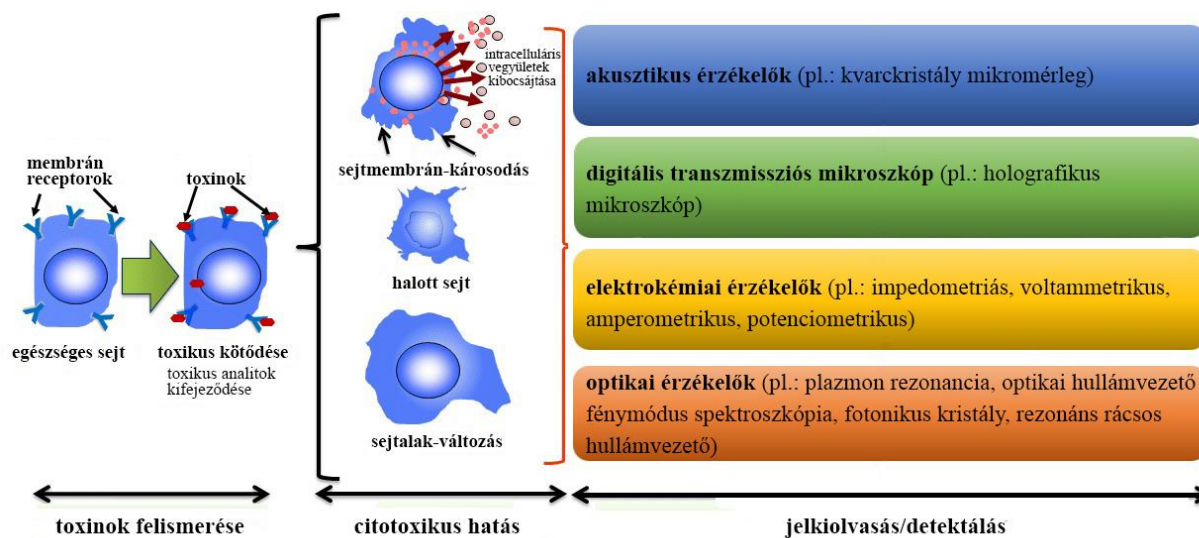 membrán
receptorok
toxinok
egészséges sejt
toxikus kötődése
toxikus analitok
kifejeződése
intracelluláris
vegyületek
kibocsájtása
sejtmembrán-károsodás
halott sejt
sejtalak-változás
akusztikus érzékelők (pl.: kvarckristály mikromérleg)
digitális transzmissziós mikroszkóp (pl.: holografikus
mikroszkóp)
elektrokémiai érzékelők (pl.: impedometriás, voltammetrikus,
amperometrikus, potenciometrikus)
optikai érzékelők (pl.: plazmon rezonancia, optikai hullámvezető
fénymódus spektroszkópia, fotonikus kristály, rezonáns rácsos
hullámvezető)
toxinok felismerése
citotoxikus hatás
jelkiolvasás/detektálás